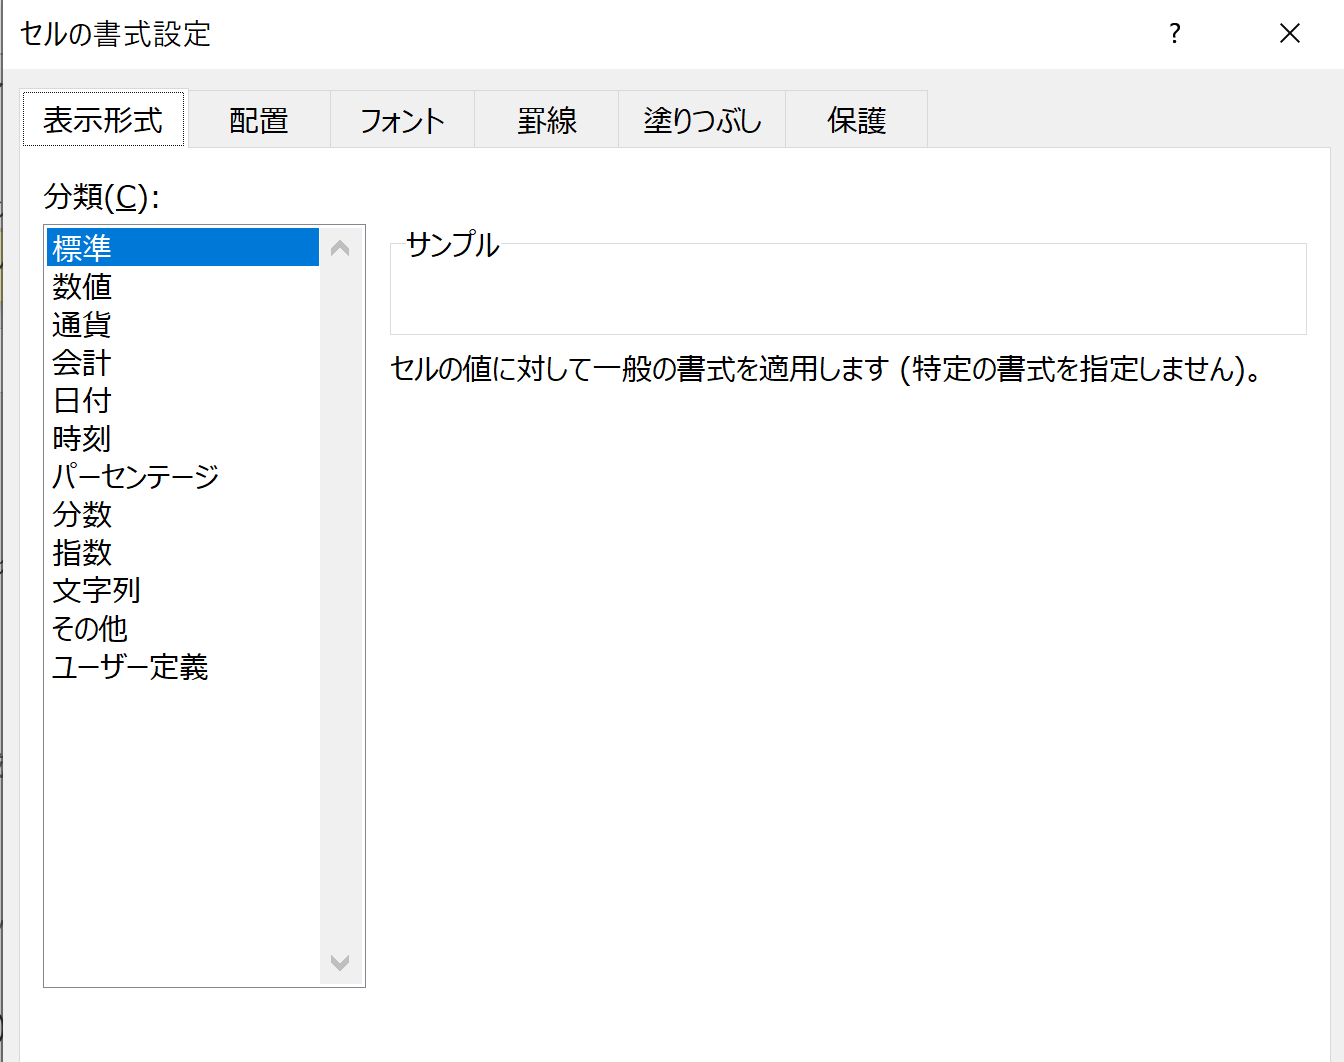 セルの書式設定
?
表示形式 配置 フォント 罫線 塗りつぶし 保護
分類(C):
標準
数値
通貨
会計
日付
時刻
パーセンテージ
分数
指数
文字列
その他
ユーザー定義
サンプル
セルの値に対して一般の書式を適用します (特定の書式を指定しません)。